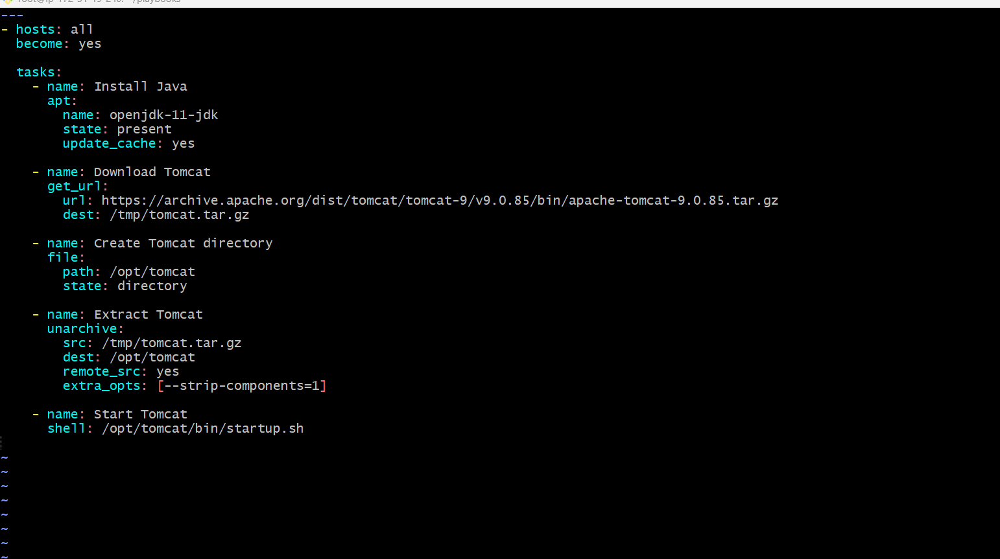 ---
- hosts: all
  become: yes

  tasks:
    - name: Install Java
      apt:
        name: openjdk-11-jdk
        state: present
        update_cache: yes

    - name: Download Tomcat
      get_url:
        url: https://archive.apache.org/dist/tomcat/tomcat-9/v9.0.85/bin/apache-tomcat-9.0.85.tar.gz
        dest: /tmp/tomcat.tar.gz

    - name: Create Tomcat directory
      file:
        path: /opt/tomcat
        state: directory

    - name: Extract Tomcat
      unarchive:
        src: /tmp/tomcat.tar.gz
        dest: /opt/tomcat
        remote_src: yes
        extra_opts: [--strip-components=1]

    - name: Start Tomcat
      shell: /opt/tomcat/bin/startup.sh

~
~
~
~
~
~
~
~